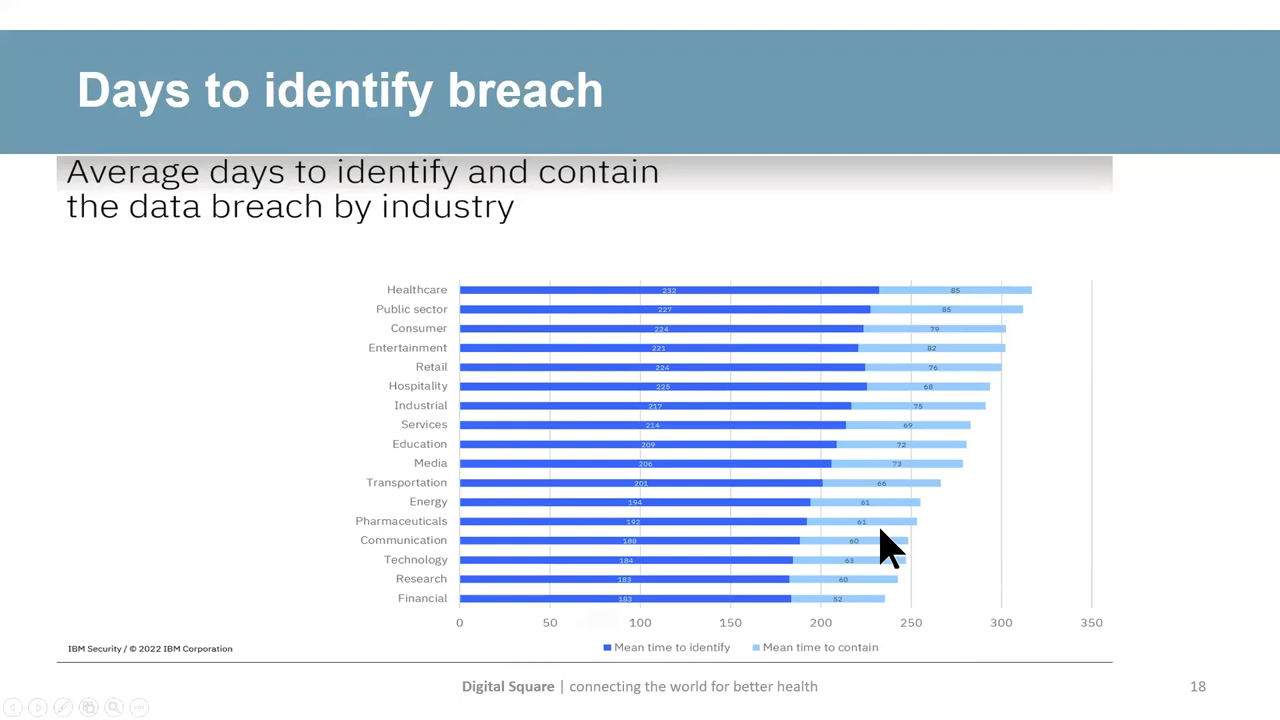 Days to identify breach
Average days to identify and contain
the data breach by industry
Healthcare 232 85
Public sector 227 85
Consumer 224 79
Entertainment 221 82
Retail 224 76
Hospitality 225 68
Industrial 217 75
Services 214 69
Education 209 72
Media 206 73
Transportation 201 66
Energy 194 61
Pharmaceuticals 192 61
Communication 188 60
Technology 184 63
Research 183 60
Financial 183 52
0 50 100 150 200 250 300 350
Mean time to identify Mean time to contain
IBM Security / © 2022 IBM Corporation
Digital Square | connecting the world for better health
18